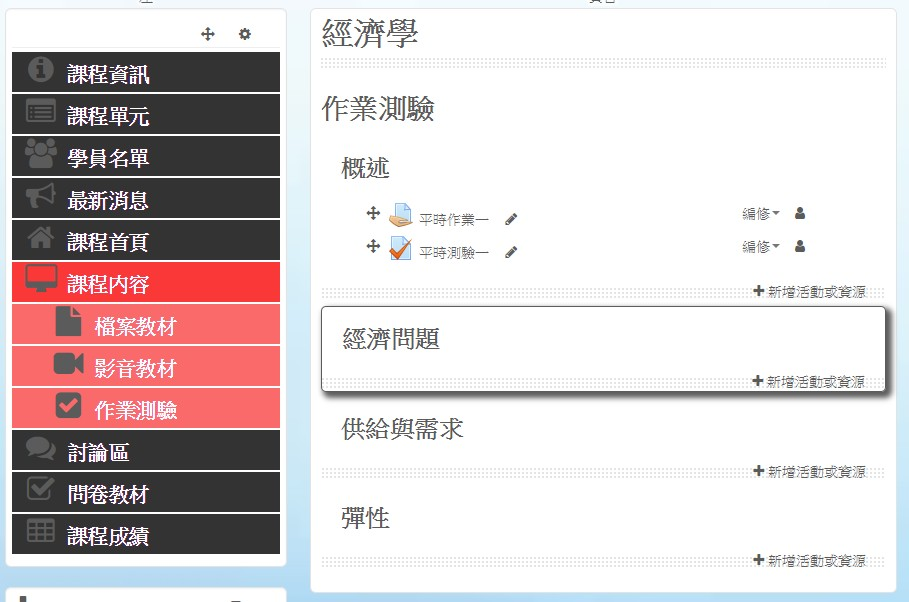 課程資訊
課程單元
學員名單
最新消息
課程首頁
課程內容
檔案教材
影音教材
作業測驗
討論區
問卷教材
課程成績
經濟學
作業測驗
概述
平時作業一 編修
平時測驗一 編修
新增活動或資源
經濟問題
新增活動或資源
供給與需求
新增活動或資源
彈性
新增活動或資源